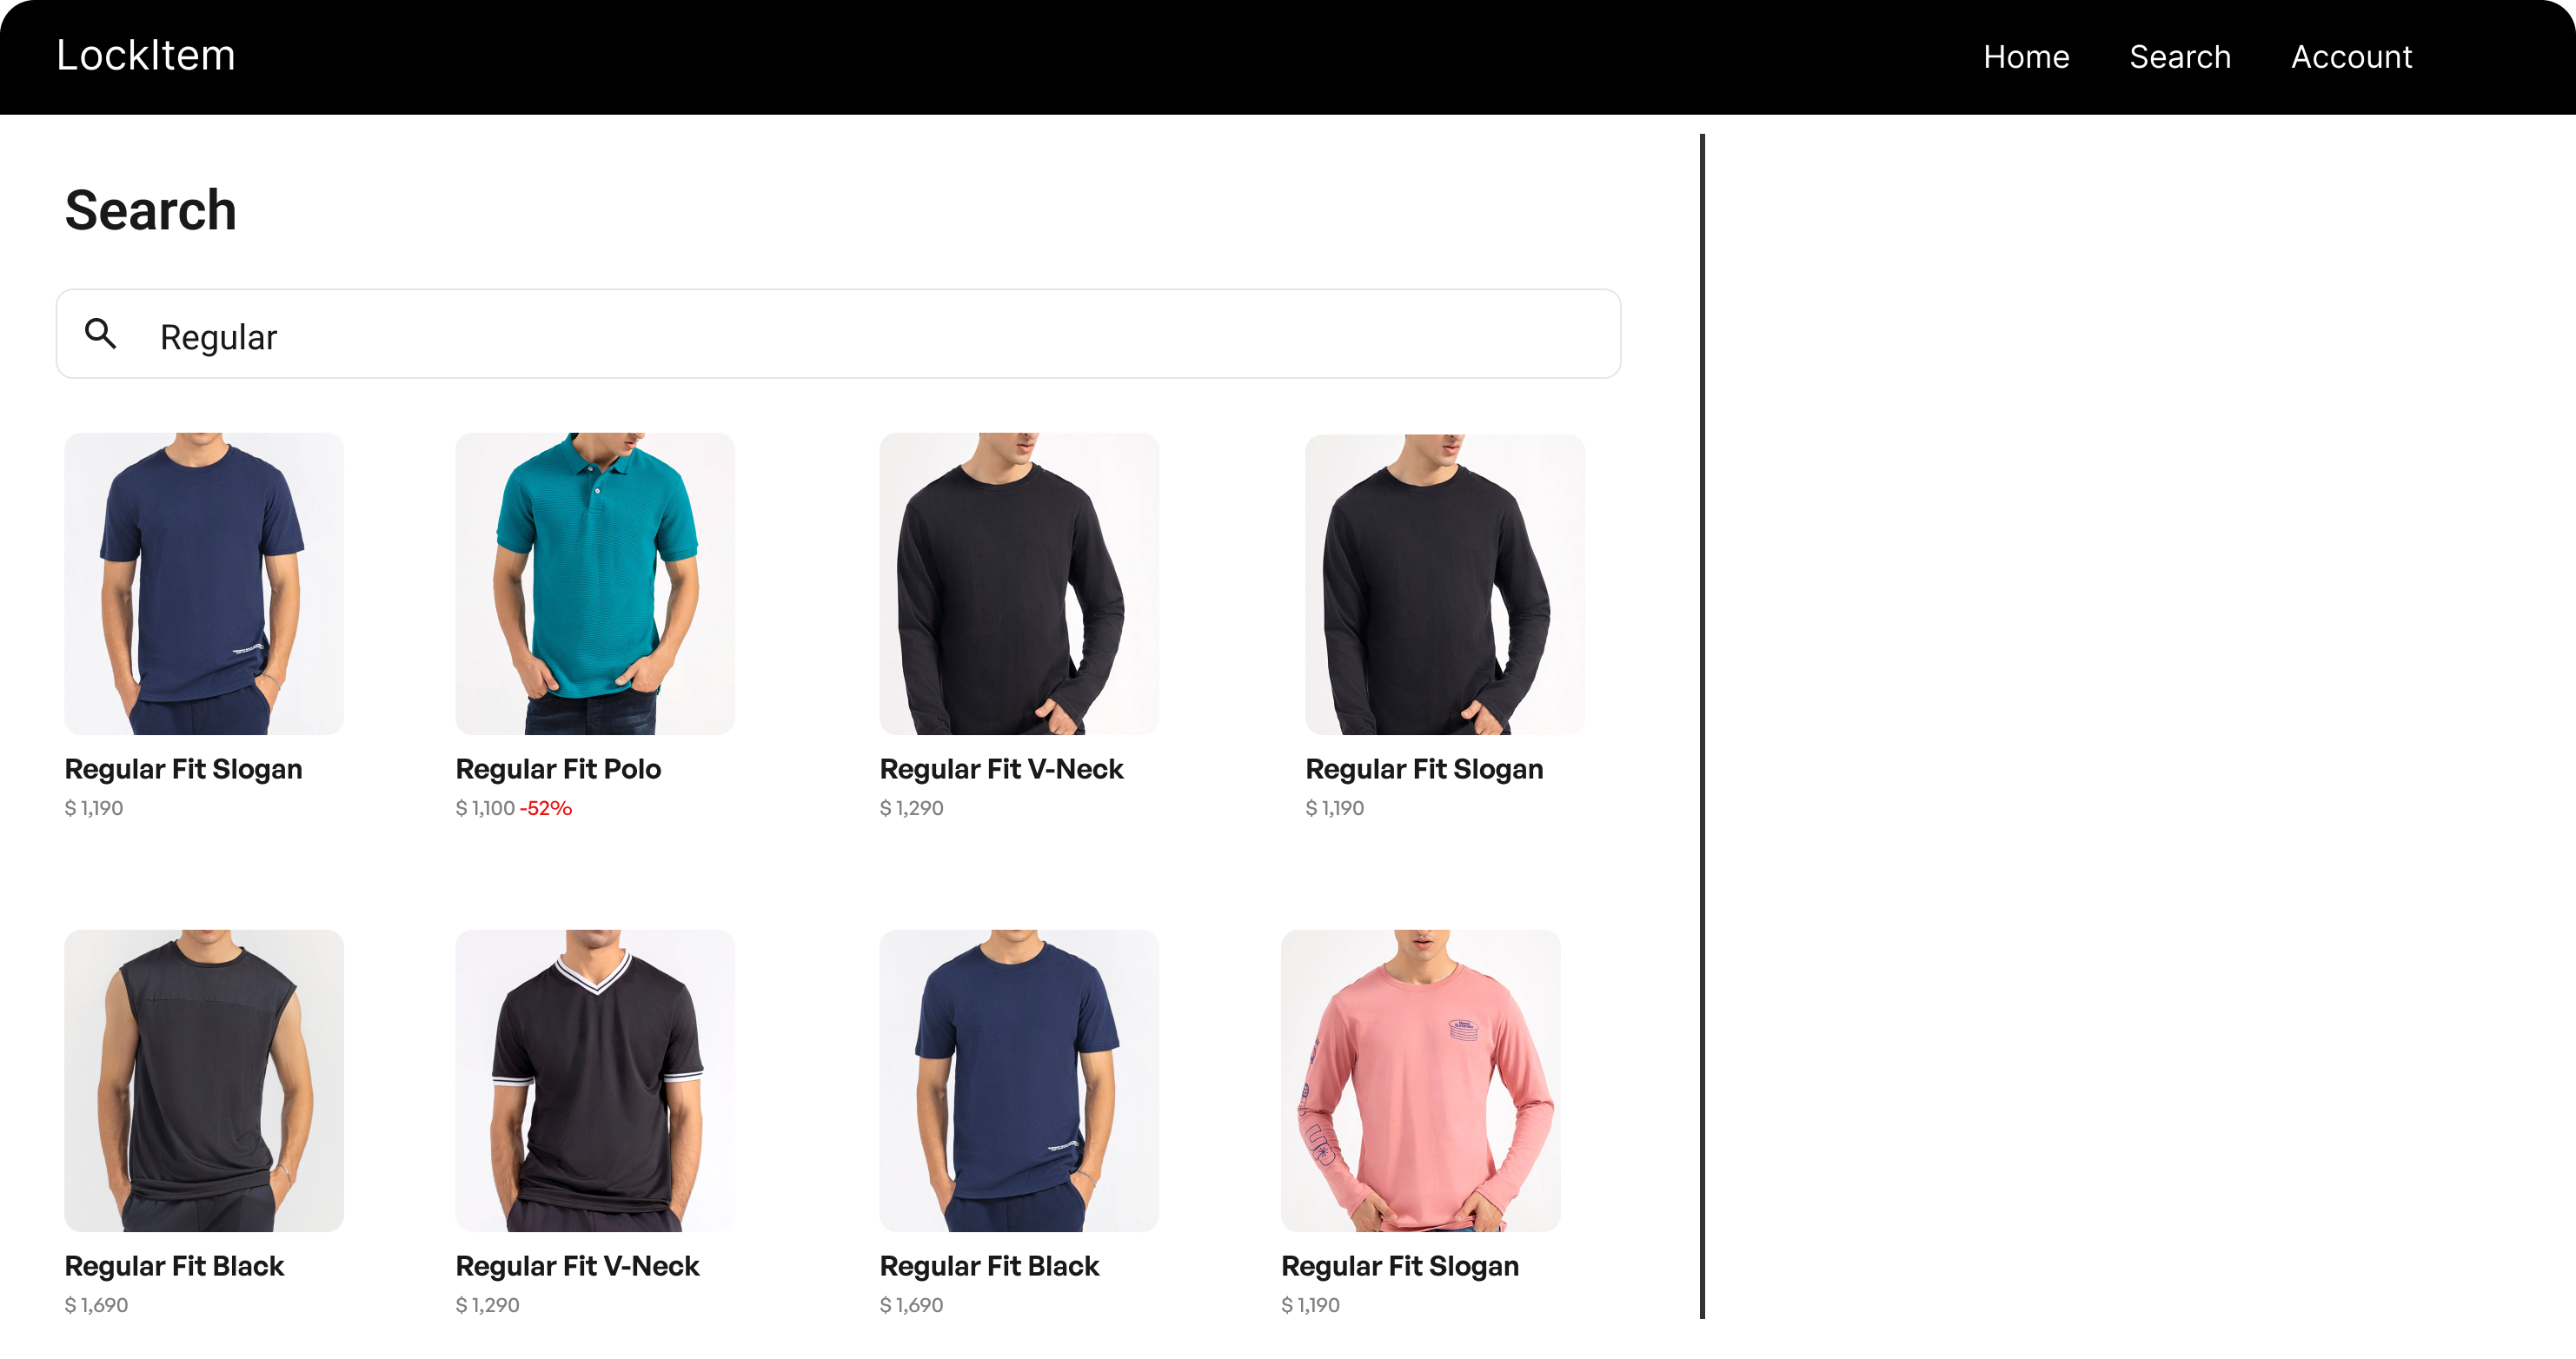 LockItem
Home Search Account
Search
Regular
Regular Fit Slogan
$ 1,190
Regular Fit Polo
$ 1,100 -52%
Regular Fit V-Neck
$ 1,290
Regular Fit Slogan
$ 1,190
Regular Fit Black
$ 1,690
Regular Fit V-Neck
$ 1,290
Regular Fit Black
$ 1,690
UP
Regular Fit Slogan
$ 1,190